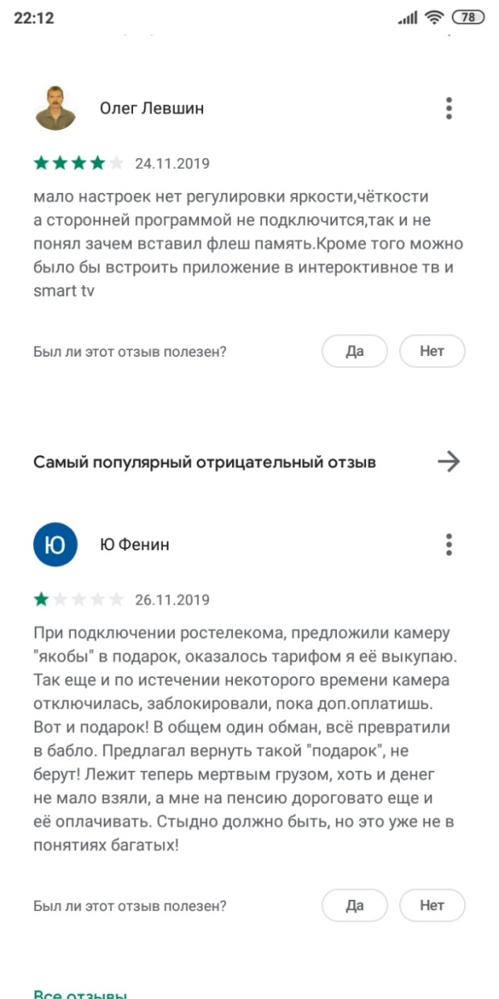 22:12
78
Олег Левшин
24.11.2019
мало настроек нет регулировки яркости,чёткости
а сторонней программой не подключится,так и не
понял зачем вставил флеш память.Кроме того можно
было бы встроить приложение в интероктивное тв и
smart tv
Был ли этот отзыв полезен?
Да
Нет
Самый популярный отрицательный отзыв
Ю
Ю Фенин
26.11.2019
При подключении ростелекома, предложили камеру
"якобы" в подарок, оказалось тарифом я её выкупаю.
Так еще и по истечении некоторого времени камера
отключилась, заблокировали, пока доп.оплатишь.
Вот и подарок! В общем один обман, всё превратили
в бабло. Предлагал вернуть такой "подарок", не
берут! Лежит теперь мертвым грузом, хоть и денег
не мало взяли, а мне на пенсию дороговато еще и
её оплачивать. Стыдно должно быть, но это уже не в
понятиях багатых!
Был ли этот отзыв полезен?
Да
Нет
Все отзывы